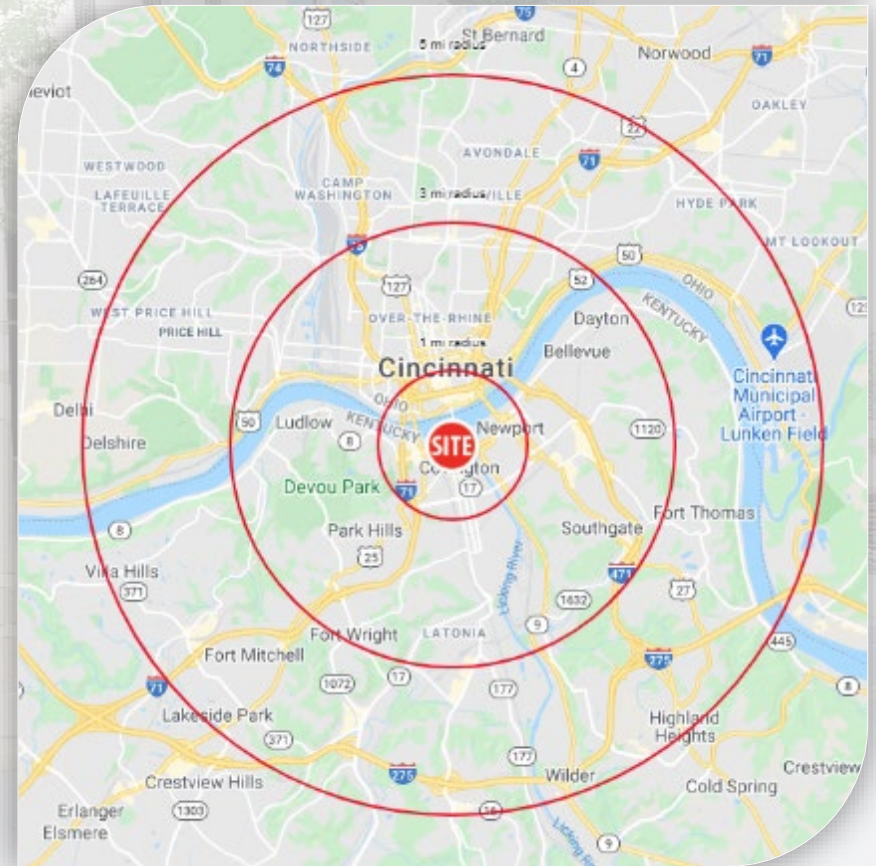 75
127
St Bernard
NORTHSIDE
5 mi radius
Norwood
71
74
4
OAKLEY
22
AVONDALE
71
WESTWOOD
CAMP
WASHINGTON
LAFEUILLE
TERRACE
3 mi radius
HYDE PARK
MT LOOKOUT
50
264
127
52
OHIO
KENTUCKY
WEST PRICE HILL
PRICE HILL
OVER-THE-RHINE
Dayton
1 mi radius
Bellevue
Cincinnati
Cincinnati
Municipal
Airport -
Lunken Field
OHIO
KENTUCKY
Delhi
50
Ludlow
Newport
1120
8
Delshire
SITE
Covington
Devou Park
71
17
Fort Thomas
8
Park Hills
Southgate
25
Licking River
Villa Hills
471
371
1632
27
9
Fort Wright
LATONIA
445
Fort Mitchell
275
17
1072
177
71
8
Lakeside Park
Highland
Heights
371
177
275
Wilder
Crestview
Crestview Hills
Cold Spring
1303
16
Erlanger
Elsmere
9